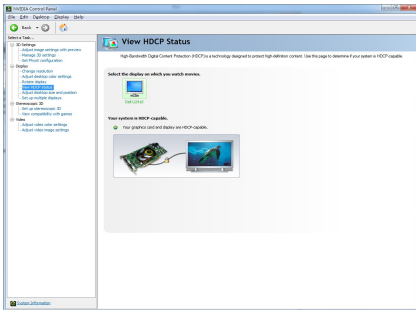 NVIDIA Control Panel
File Edit Desktop Display Help
Back
Select a Task...
3D Settings
Adjust image settings with preview
Manage 3D settings
Set PhysX configuration
Display
Change resolution
Adjust desktop color settings
Rotate display
View HDCP Status
Adjust desktop size and position
Set up multiple displays
Stereoscopic 3D
Set up stereoscopic 3D
View compatibility with games
Video
Adjust video color settings
Adjust video image settings
System Information
View HDCP Status
High-Bandwidth Digital Content Protection (HDCP) is a technology designed to protect high-definition content. Use this page to determine if your system is HDCP-capable.
Select the display on which you watch movies.
Your system is HDCP-capable.
Your graphics card and display are HDCP-capable.